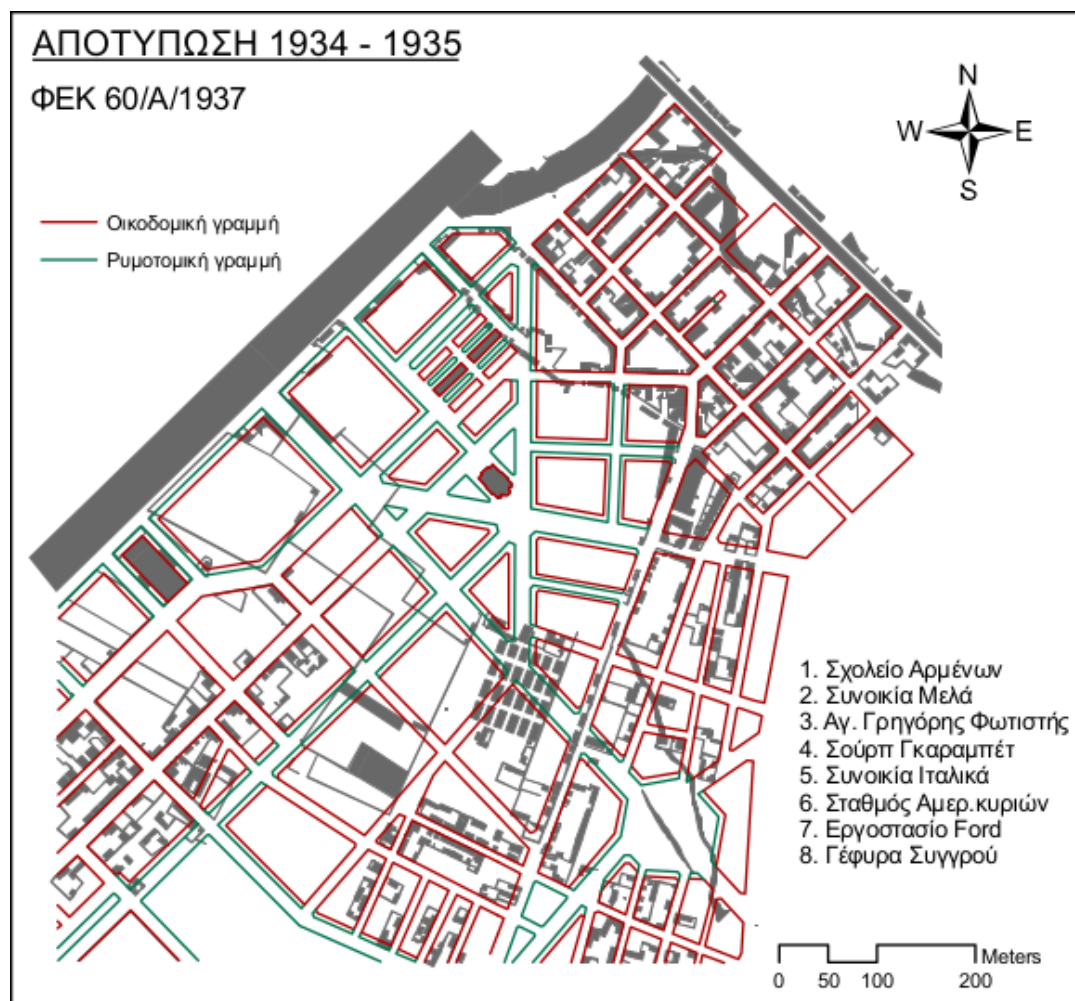 ΑΠΟΤΥΠΩΣΗ 1934 - 1935
ΦΕΚ 60/Α/1937
N
W E
S
Οικοδομική γραμμή
Ρυμοτομική γραμμή
1. Σχολείο Αρμένων
2. Συνοικία Μελά
3. Αγ. Γρηγόρης Φωτιστής
4. Σούρπ Γκαραμπέτ
5. Συνοικία Ιταλικά
6. Σταθμός Αμερ.κυριών
7. Εργοστασίο Ford
8. Γέφυρα Συγγρού
Meters
0 50 100 200